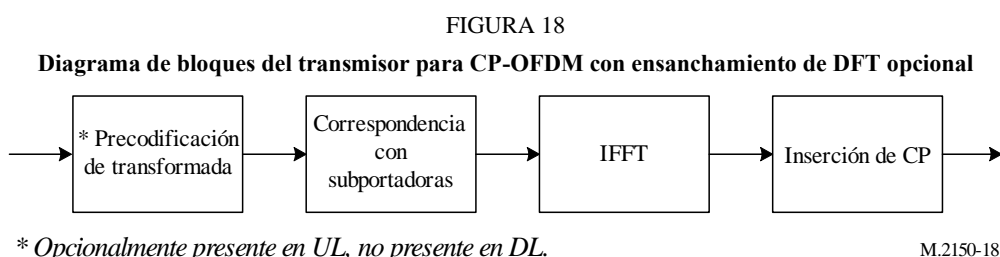 FIGURA 18
Diagrama de bloques del transmisor para CP-OFDM con ensanchamiento de DFT opcional
* Precodificación
de transformada
Correspondencia
con
subportadoras
IFFT
Inserción de CP
* Opcionalmente presente en UL, no presente en DL.
M.2150-18